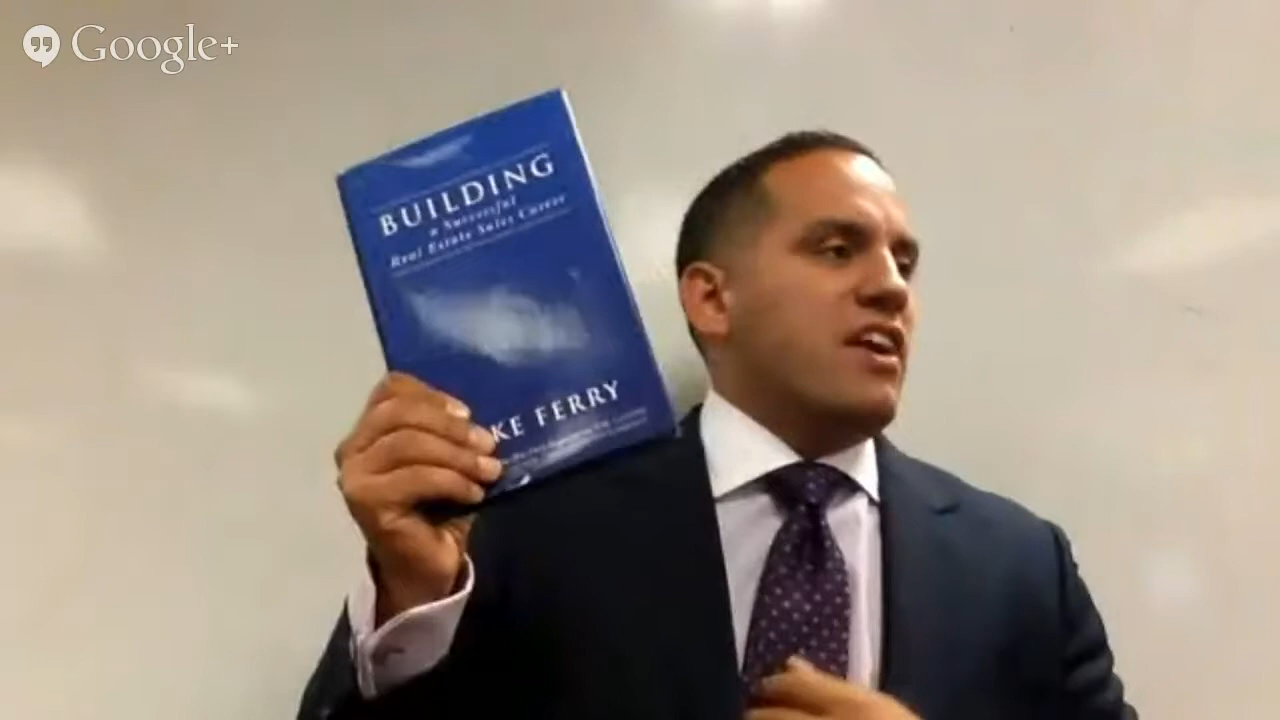 Google+
BUILDING
a Successful
Real Estate Sales Career
KE FERRY